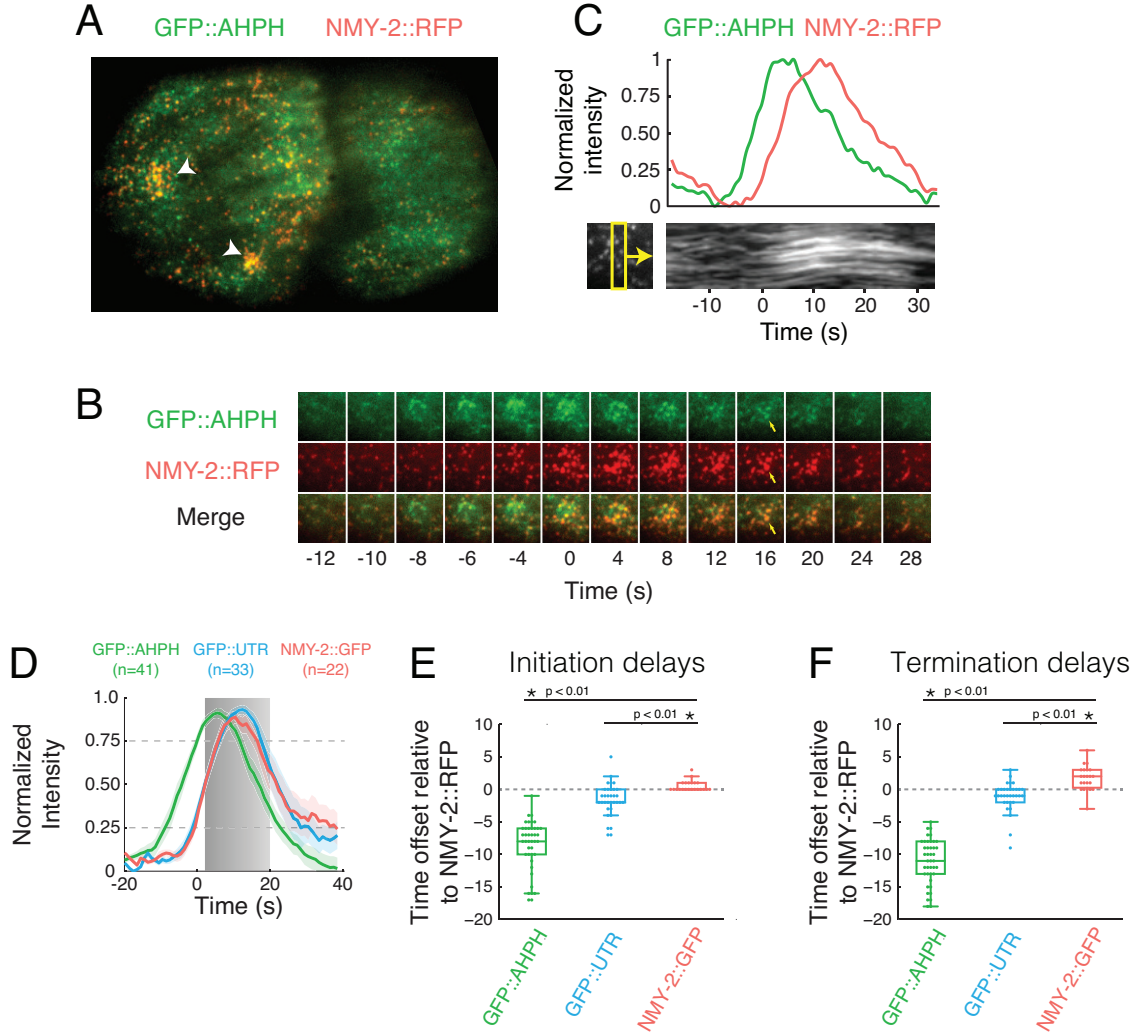 A
GFP::AHPH NMY-2::RFP
C
GFP::AHPH NMY-2::RFP
Normalized
intensity
1
0.75
0.50
0.25
0
-10 0 10 20 30
Time (s)
B
GFP::AHPH
NMY-2::RFP
Merge
-12 -10 -8 -6 -4 0 4 8 12 16 20 24 28
Time (s)
D
GFP::AHPH GFP::UTR NMY-2::GFP
(n=41) (n=33) (n=22)
Normalized
Intensity
1.0
0.75
0.50
0.25
0
-20 0 20 40
Time (s)
E
Initiation delays
* p < 0.01
p < 0.01 *
Time offset relative
to NMY-2::RFP
10
5
0
−5
−10
−15
−20
GFP::AHPH
GFP::UTR
NMY-2::GFP
F
Termination delays
* p < 0.01
p < 0.01 *
Time offset relative
to NMY-2::RFP
10
5
0
−5
−10
−15
−20
GFP::AHPH
GFP::UTR
NMY-2::GFP